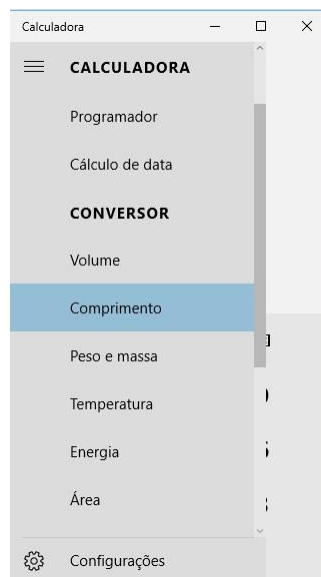 Calculadora
CALCULADORA
Programador
Cálculo de data
CONVERSOR
Volume
Comprimento
Peso e massa
Temperatura
Energia
Área
Configurações